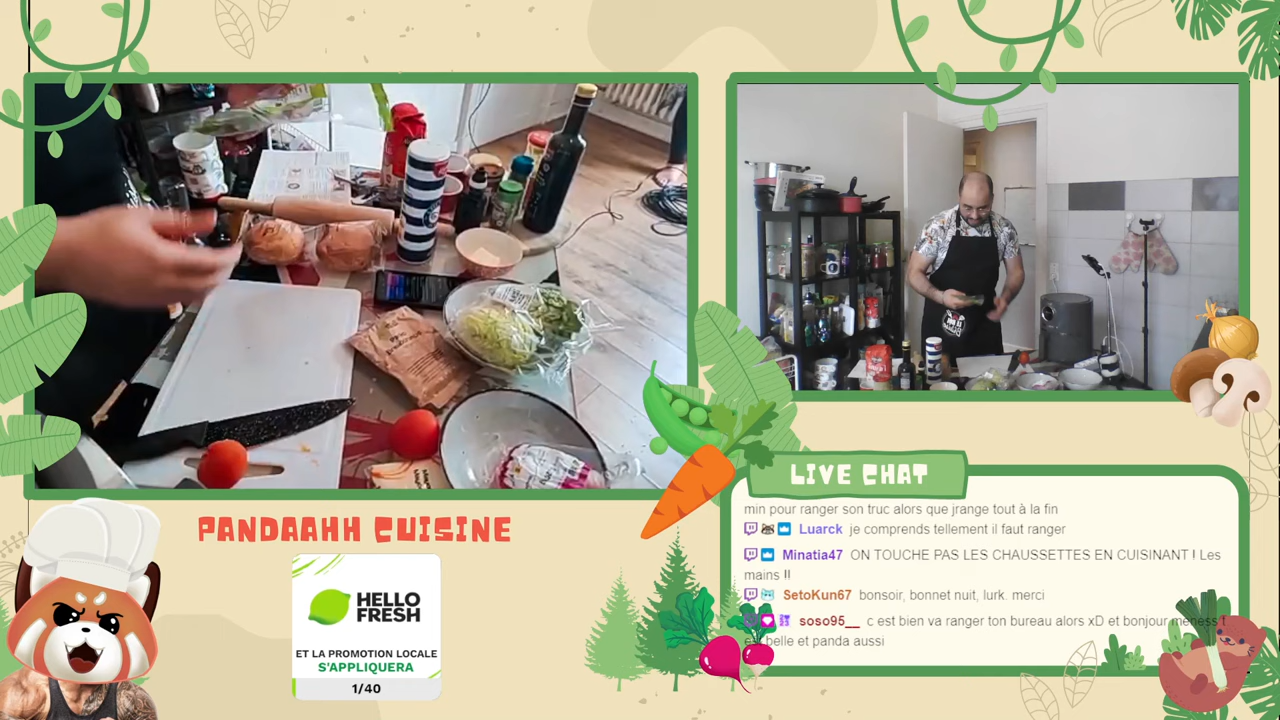 LIVE CHAT
min pour ranger son truc alors que jrange tout à la fin
Luarck je comprends tellement il faut ranger
Minatia47 ON TOUCHE PAS LES CHAUSSETTES EN CUISINANT ! Les
mains !!
SetoKun67 bonsoir, bonnet nuit, lurk. merci
soso95__ c est bien va ranger ton bureau alors xD et bonjour
belle et panda aussi
PANDAAHH CUISINE
HELLO
FRESH
ET LA PROMOTION LOCALE
S'APPLIQUERA
1/40